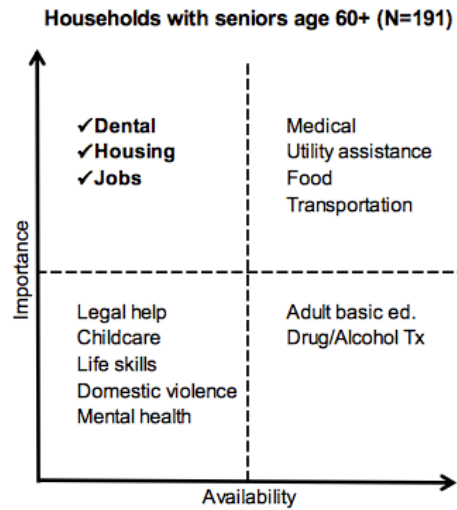 Households with seniors age 60+ (N=191)
Importance
✓Dental
✓Housing
✓Jobs
Medical
Utility assistance
Food
Transportation
Legal help
Childcare
Life skills
Domestic violence
Mental health
Adult basic ed.
Drug/Alcohol Tx
Availability